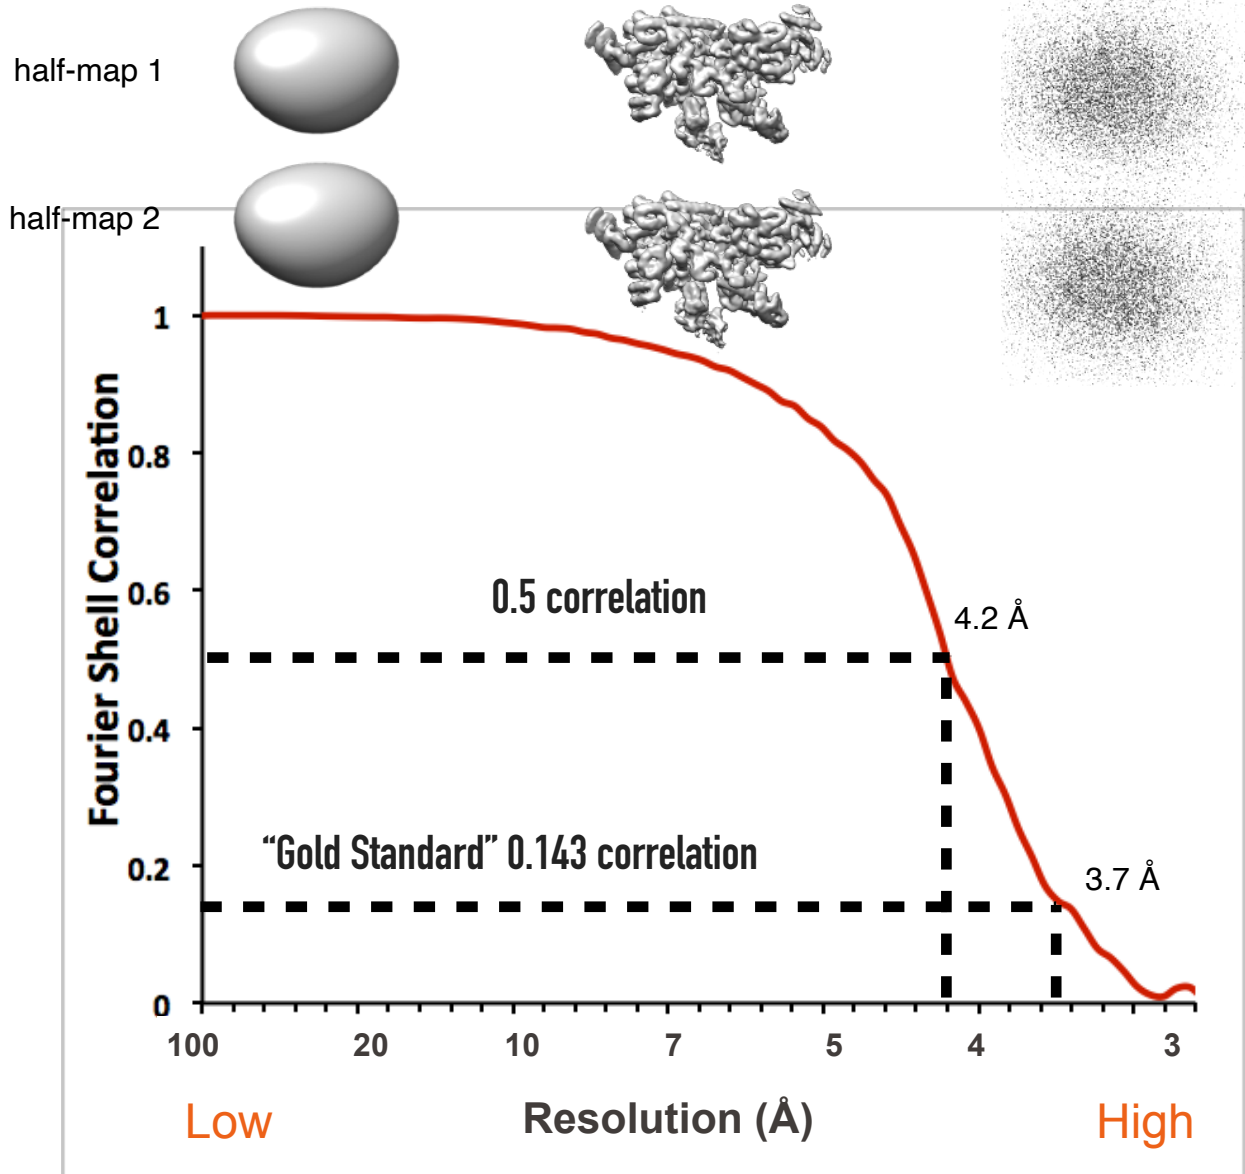 half-map 1
half-map 2
Fourier Shell Correlation
1
0.8
0.6
0.4
0.2
0
0.5 correlation
4.2 Å
“Gold Standard” 0.143 correlation
3.7 Å
100 20 10 7 5 4 3
Low Resolution (Å) High